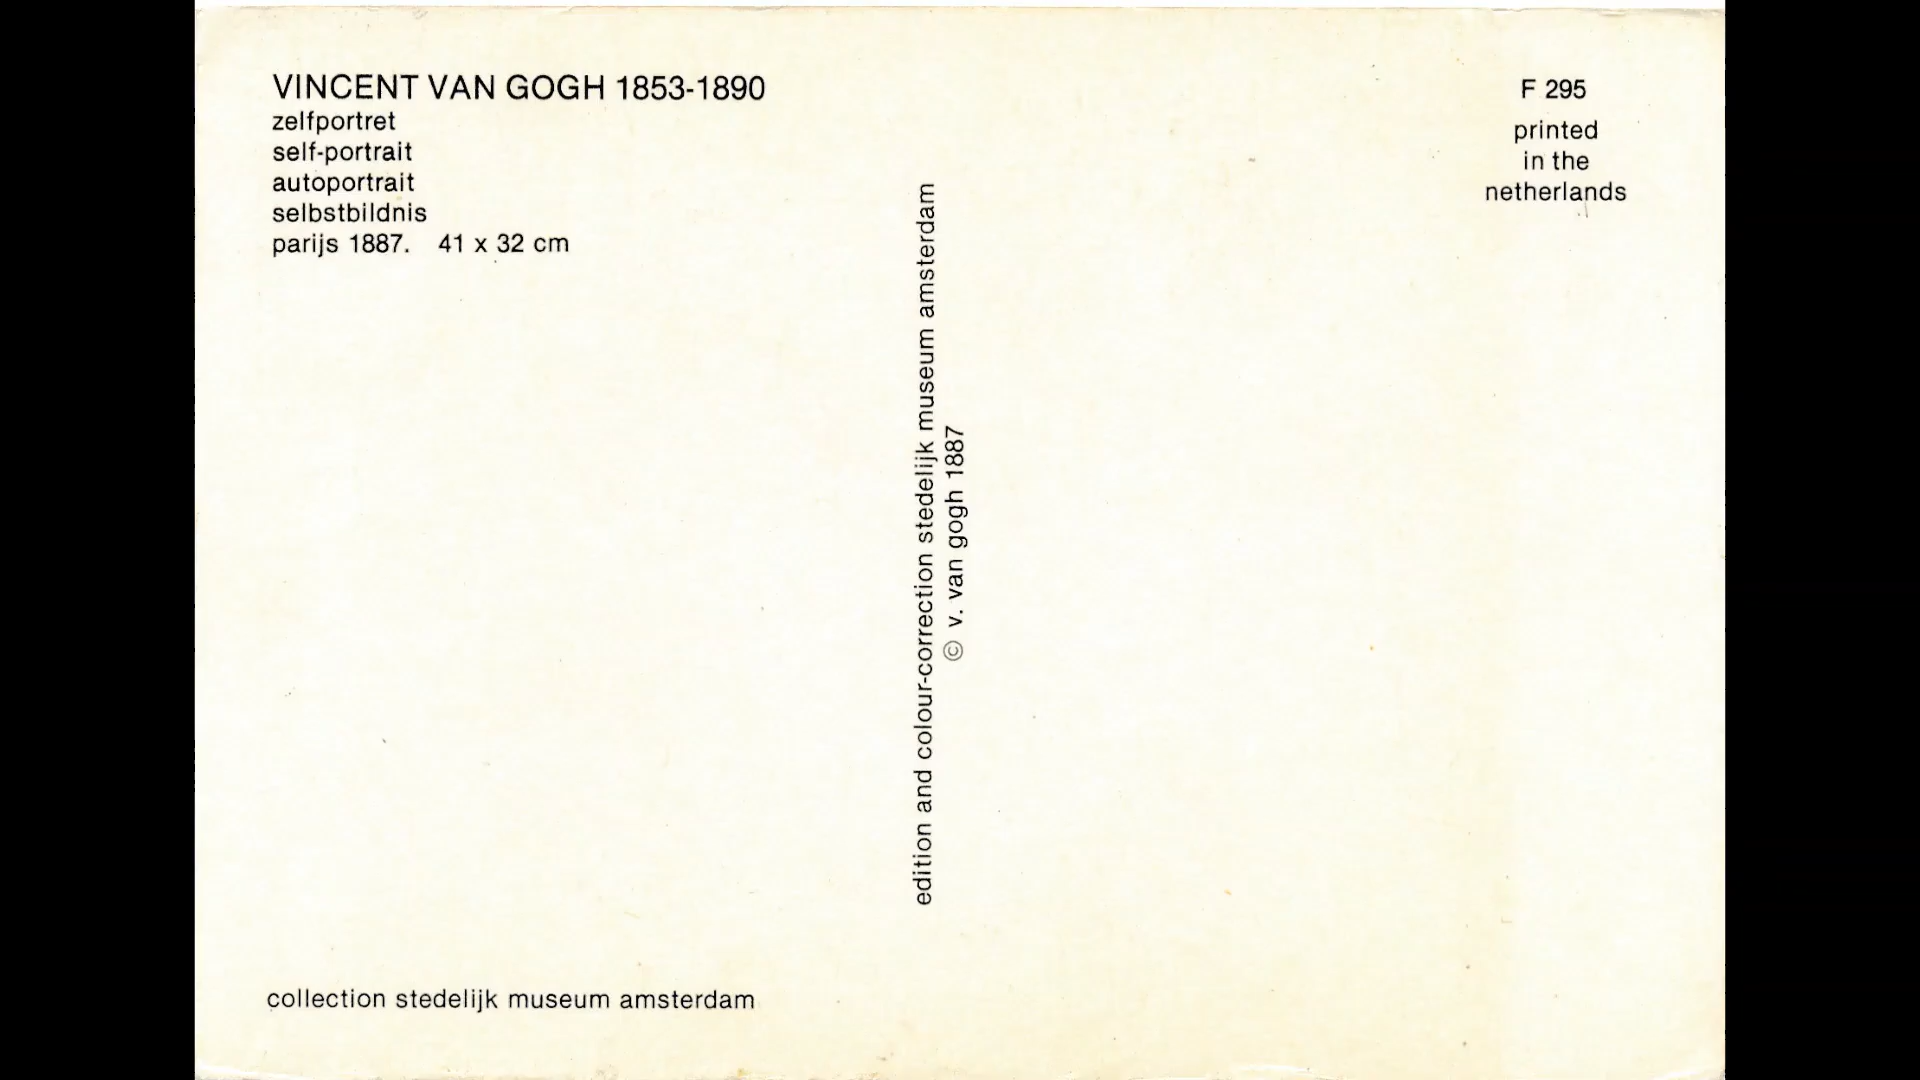 VINCENT VAN GOGH 1853-1890
zelfportret
self-portrait
autoportrait
selbstbildnis
parijs 1887. 41 x 32 cm
collection stedelijk museum amsterdam
edition and colour-correction stedelijk museum amsterdam
© v. van gogh 1887
F 295
printed
in the
netherlands